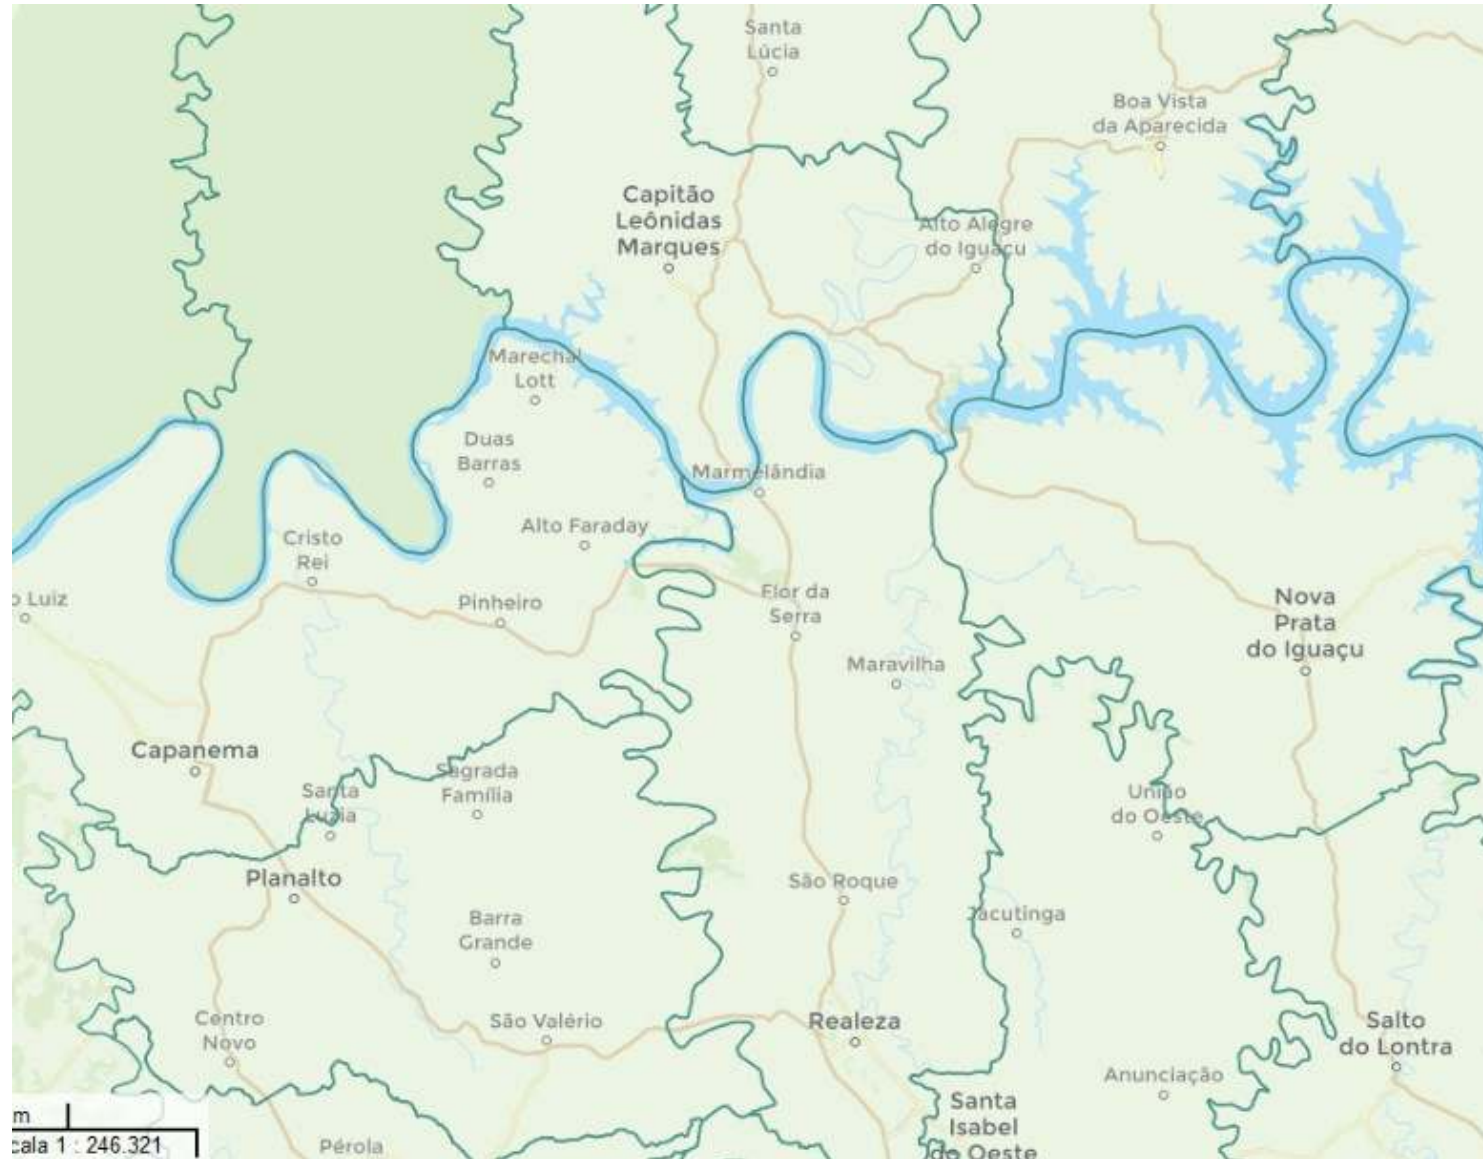 Santa
Lúcia
Boa Vista
da Aparecida
Capitão
Leônidas
Marques
Alto Alegre
do Iguaçu
Marechal
Lott
Duas
Barras
Marmelândia
Cristo
Rei
Alto Faraday
o Luiz
Pinheiro
Flor da
Serra
Nova
Prata
do Iguaçu
Maravilha
Capanema
Santa
Luzia
Sagrada
Família
União
do Oeste
Planalto
São Roque
Barra
Grande
Jacutinga
Centro
Novo
São Valério
Realeza
Salto
do Lontra
Anunciação
Santa
Isabel
do Oeste
Pérola
m
cala 1 : 246.321